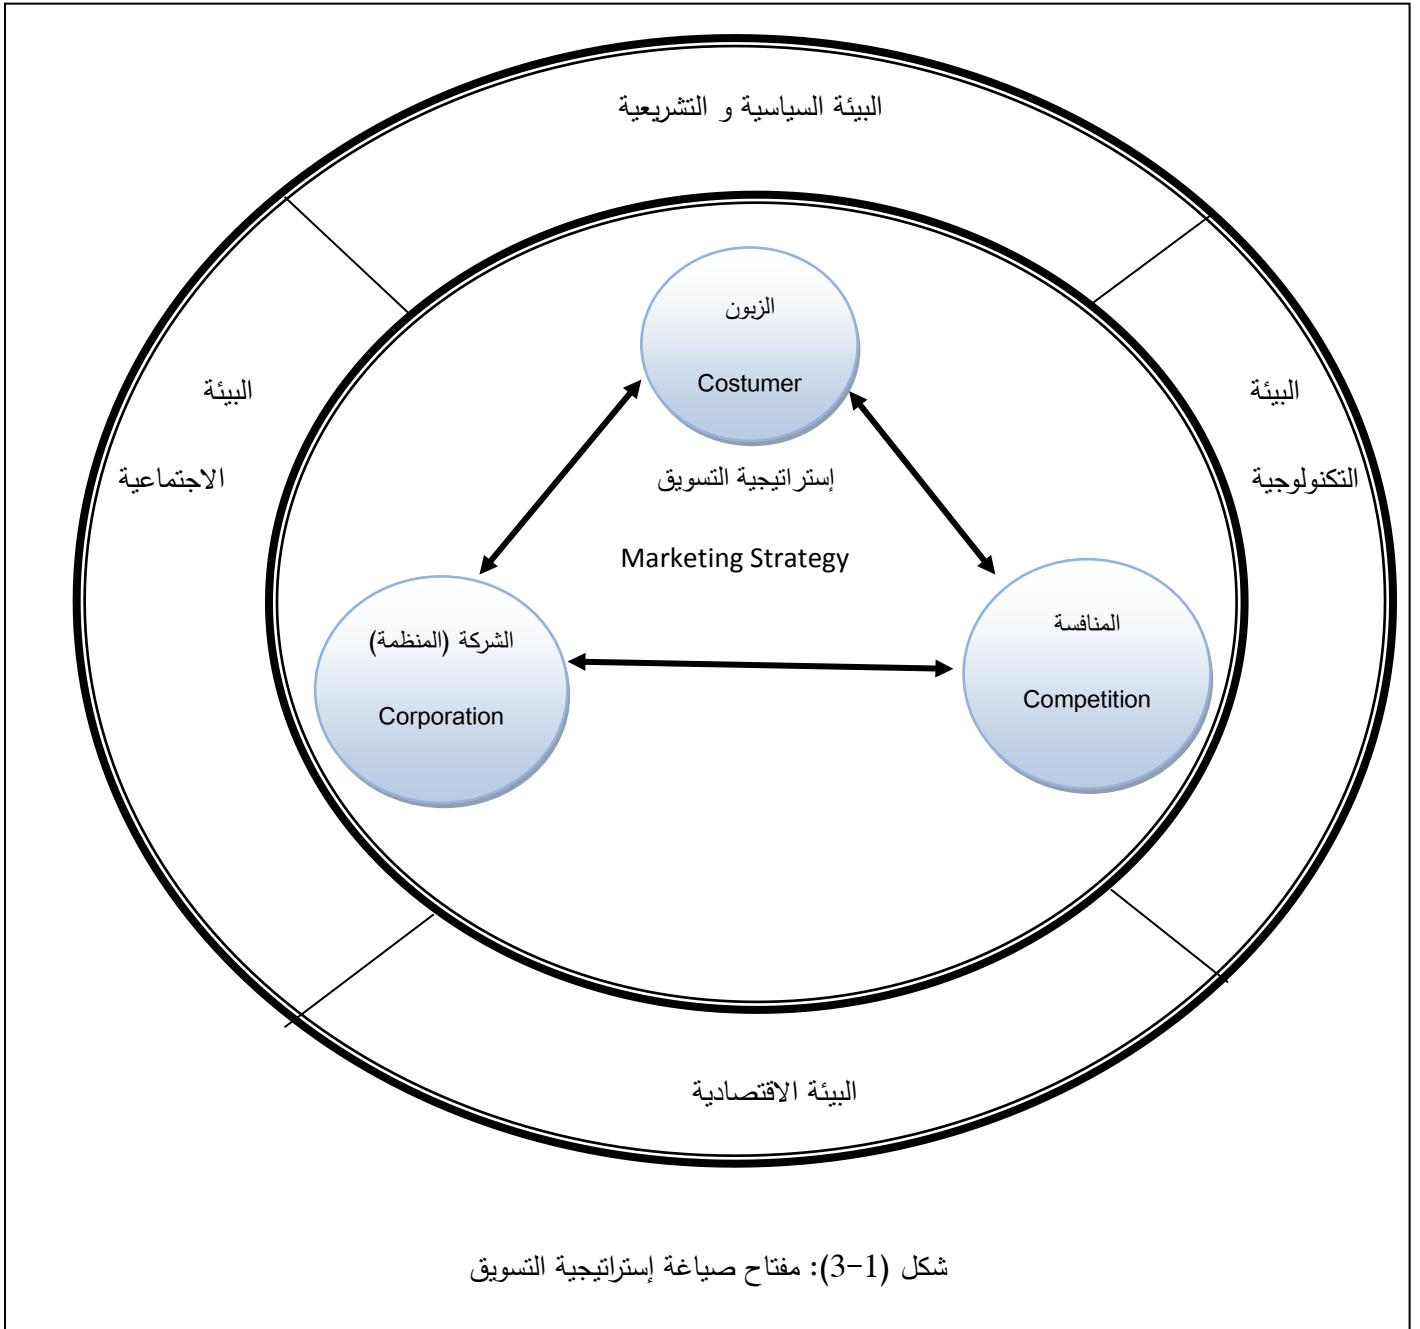 البيئة السياسية و التشريعية
الزبون
Costumer
البيئة
الاجتماعية
البيئة
التكنولوجية
إستراتيجية التسويق
Marketing Strategy
الشركة (المنظمة)
Corporation
المنافسة
Competition
البيئة الاقتصادية
شكل (1-3): مفتاح صياغة إستراتيجية التسويق